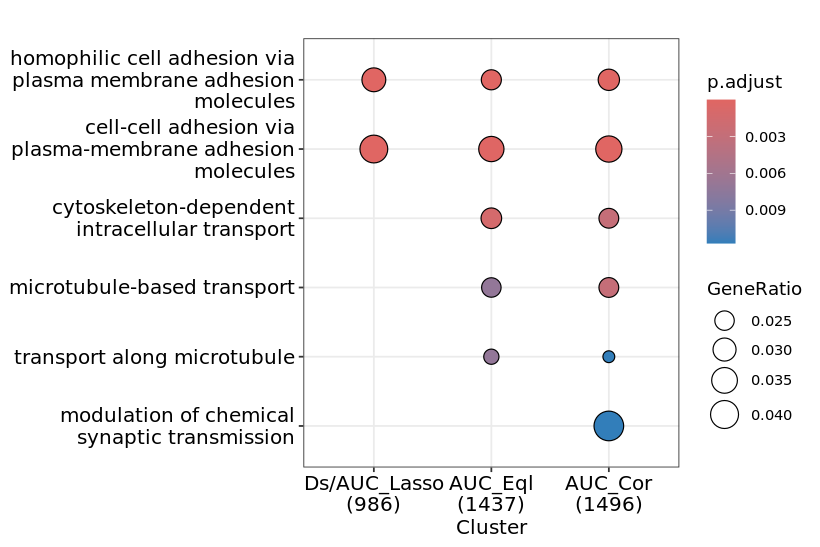 homophilic cell adhesion via
plasma membrane adhesion
molecules
cell-cell adhesion via
plasma-membrane adhesion
molecules
cytoskeleton-dependent
intracellular transport
microtubule-based transport
transport along microtubule
modulation of chemical
synaptic transmission
Ds/AUC_Lasso AUC_Eql AUC_Cor
(986) (1437) (1496)
Cluster
p.adjust
0.003
0.006
0.009
GeneRatio
0.025
0.030
0.035
0.040